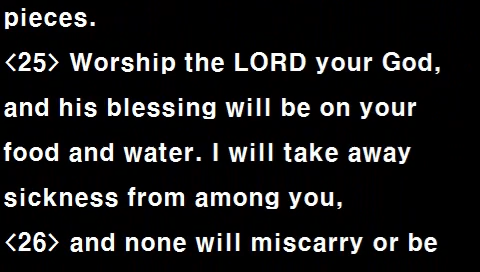 pieces.
<25> Worship the LORD your God,
and his blessing will be on your
food and water. I will take away
sickness from among you,
<26> and none will miscarry or be